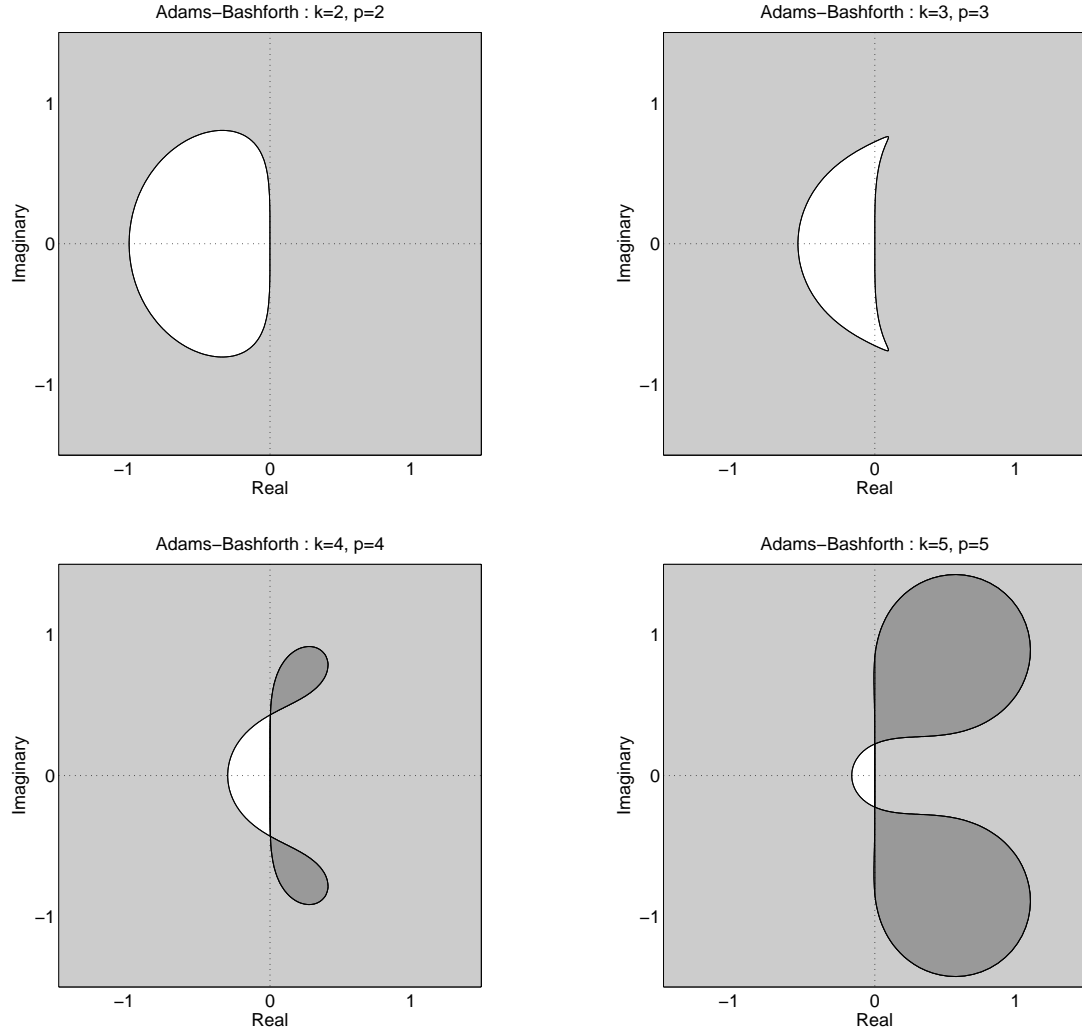 Adams−Bashforth : k=2, p=2
1
0
−1
Imaginary
−1
0
1
Real
Adams−Bashforth : k=3, p=3
1
0
−1
Imaginary
−1
0
1
Real
Adams−Bashforth : k=4, p=4
1
0
−1
Imaginary
−1
0
1
Real
Adams−Bashforth : k=5, p=5
1
0
−1
Imaginary
−1
0
1
Real